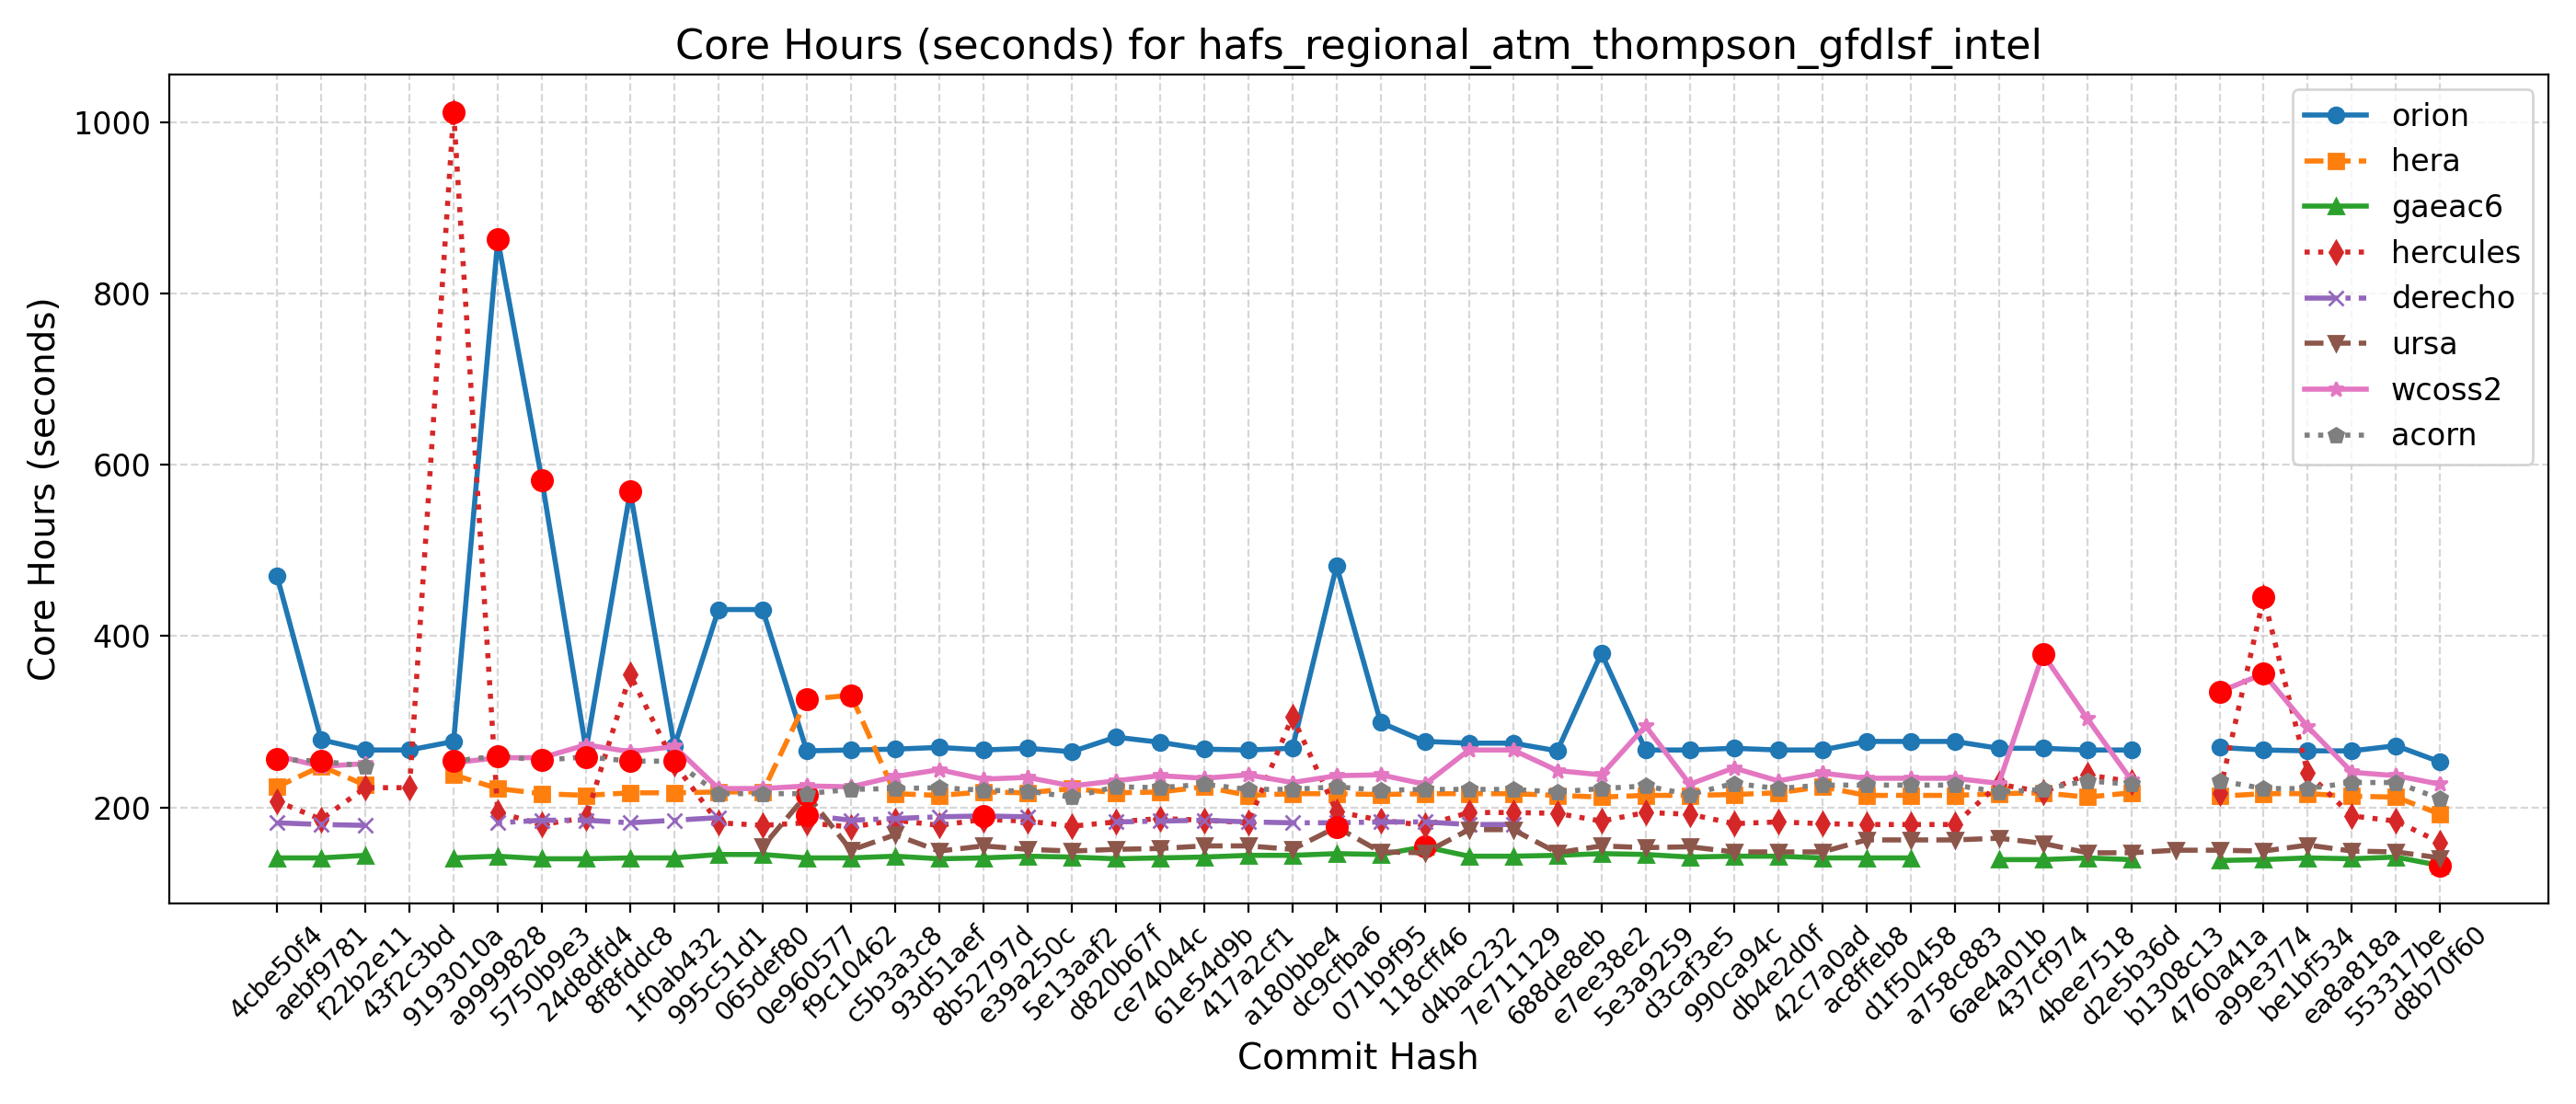 Core Hours (seconds) for hafs_regional_atm_thompson_gfdlsf_intel
Core Hours (seconds)
1000
800
600
400
200
orion
hera
gaeac6
hercules
derecho
ursa
wcoss2
acorn
4cbe50f4
aebf9781
f22b2e11
43f2c3bd
9193010a
a9999828
5750b9e3
24d8dfd4
8f8fddc8
1f0ab432
995c51d1
065def80
0e960577
f9c10462
c5b3a3c8
93d51aef
8b52797d
e39a250c
5e13aaf2
d820b67f
ce74044c
61e54d9b
417a2cf1
a180bbe4
dc9cfba6
071b9f95
118cff46
d4bac232
7e711129
688de8eb
e7ee38e2
5e3a9259
d3caf3e5
990ca94c
db4e2d0f
42c7a0ad
ac8ffeb8
d1f50458
a758c883
6ae4a01b
437cf974
4bee7518
d2e5b36d
b1308c13
4760a41a
a99e3774
be1bf534
ea8a818a
553317be
d8b70f60
Commit Hash